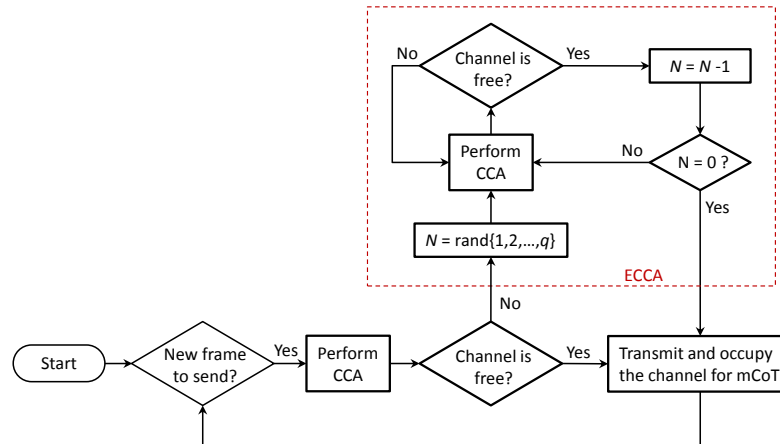 No
Channel is
free?
Yes
N = N -1
Perform
CCA
No
N = 0 ?
Yes
N = rand{1,2,...,q}
ECCA
No
Start
New frame
to send?
Yes
Perform
CCA
Channel is
free?
Yes
Transmit and occupy
the channel for mCoT